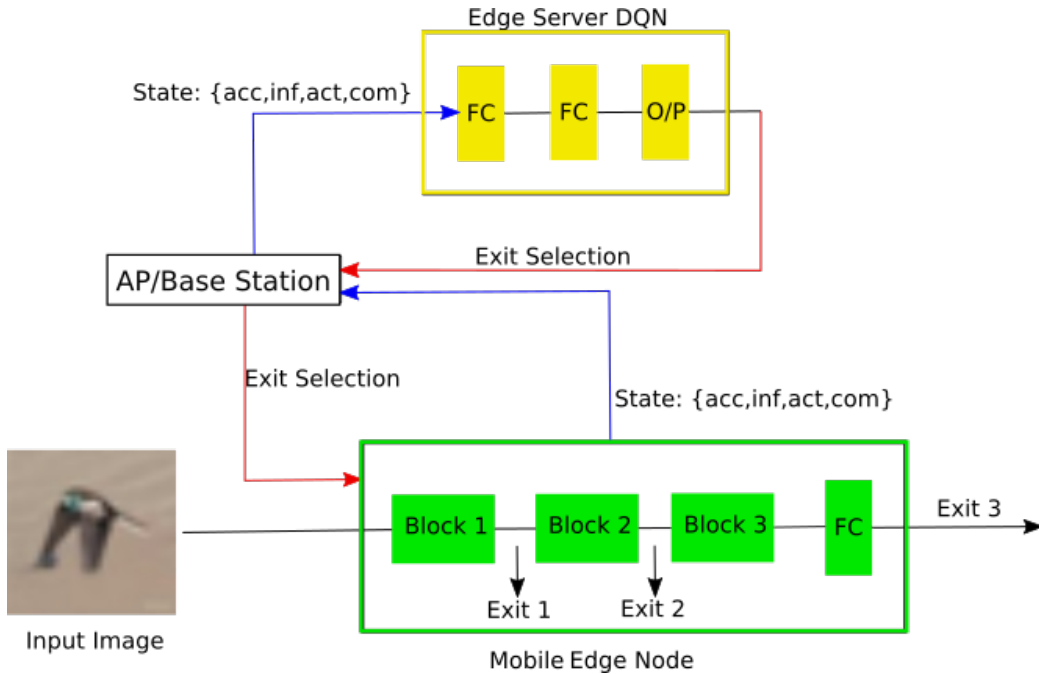 Edge Server DQN
State: {acc,inf,act,com}
FC
FC
O/P
Exit Selection
AP/Base Station
Exit Selection
State: {acc,inf,act,com}
Block 1
Block 2
Block 3
FC
Exit 3
Exit 1
Exit 2
Input Image
Mobile Edge Node